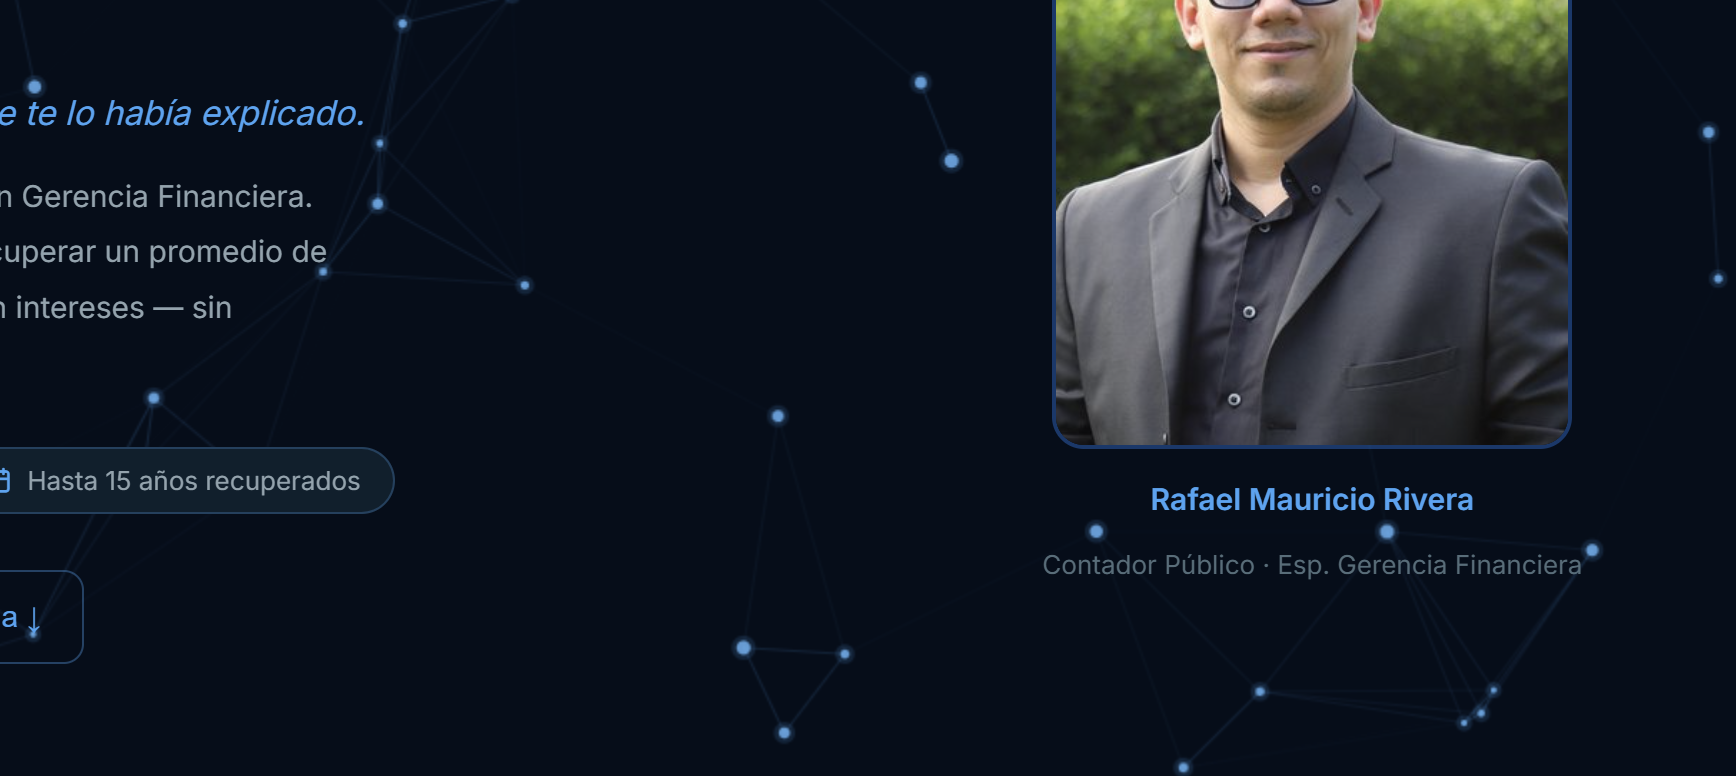 e te lo había explicado.
n Gerencia Financiera.
cuperar un promedio de
n intereses — sin
Hasta 15 años recuperados
a ↓
Rafael Mauricio Rivera
Contador Público · Esp. Gerencia Financiera